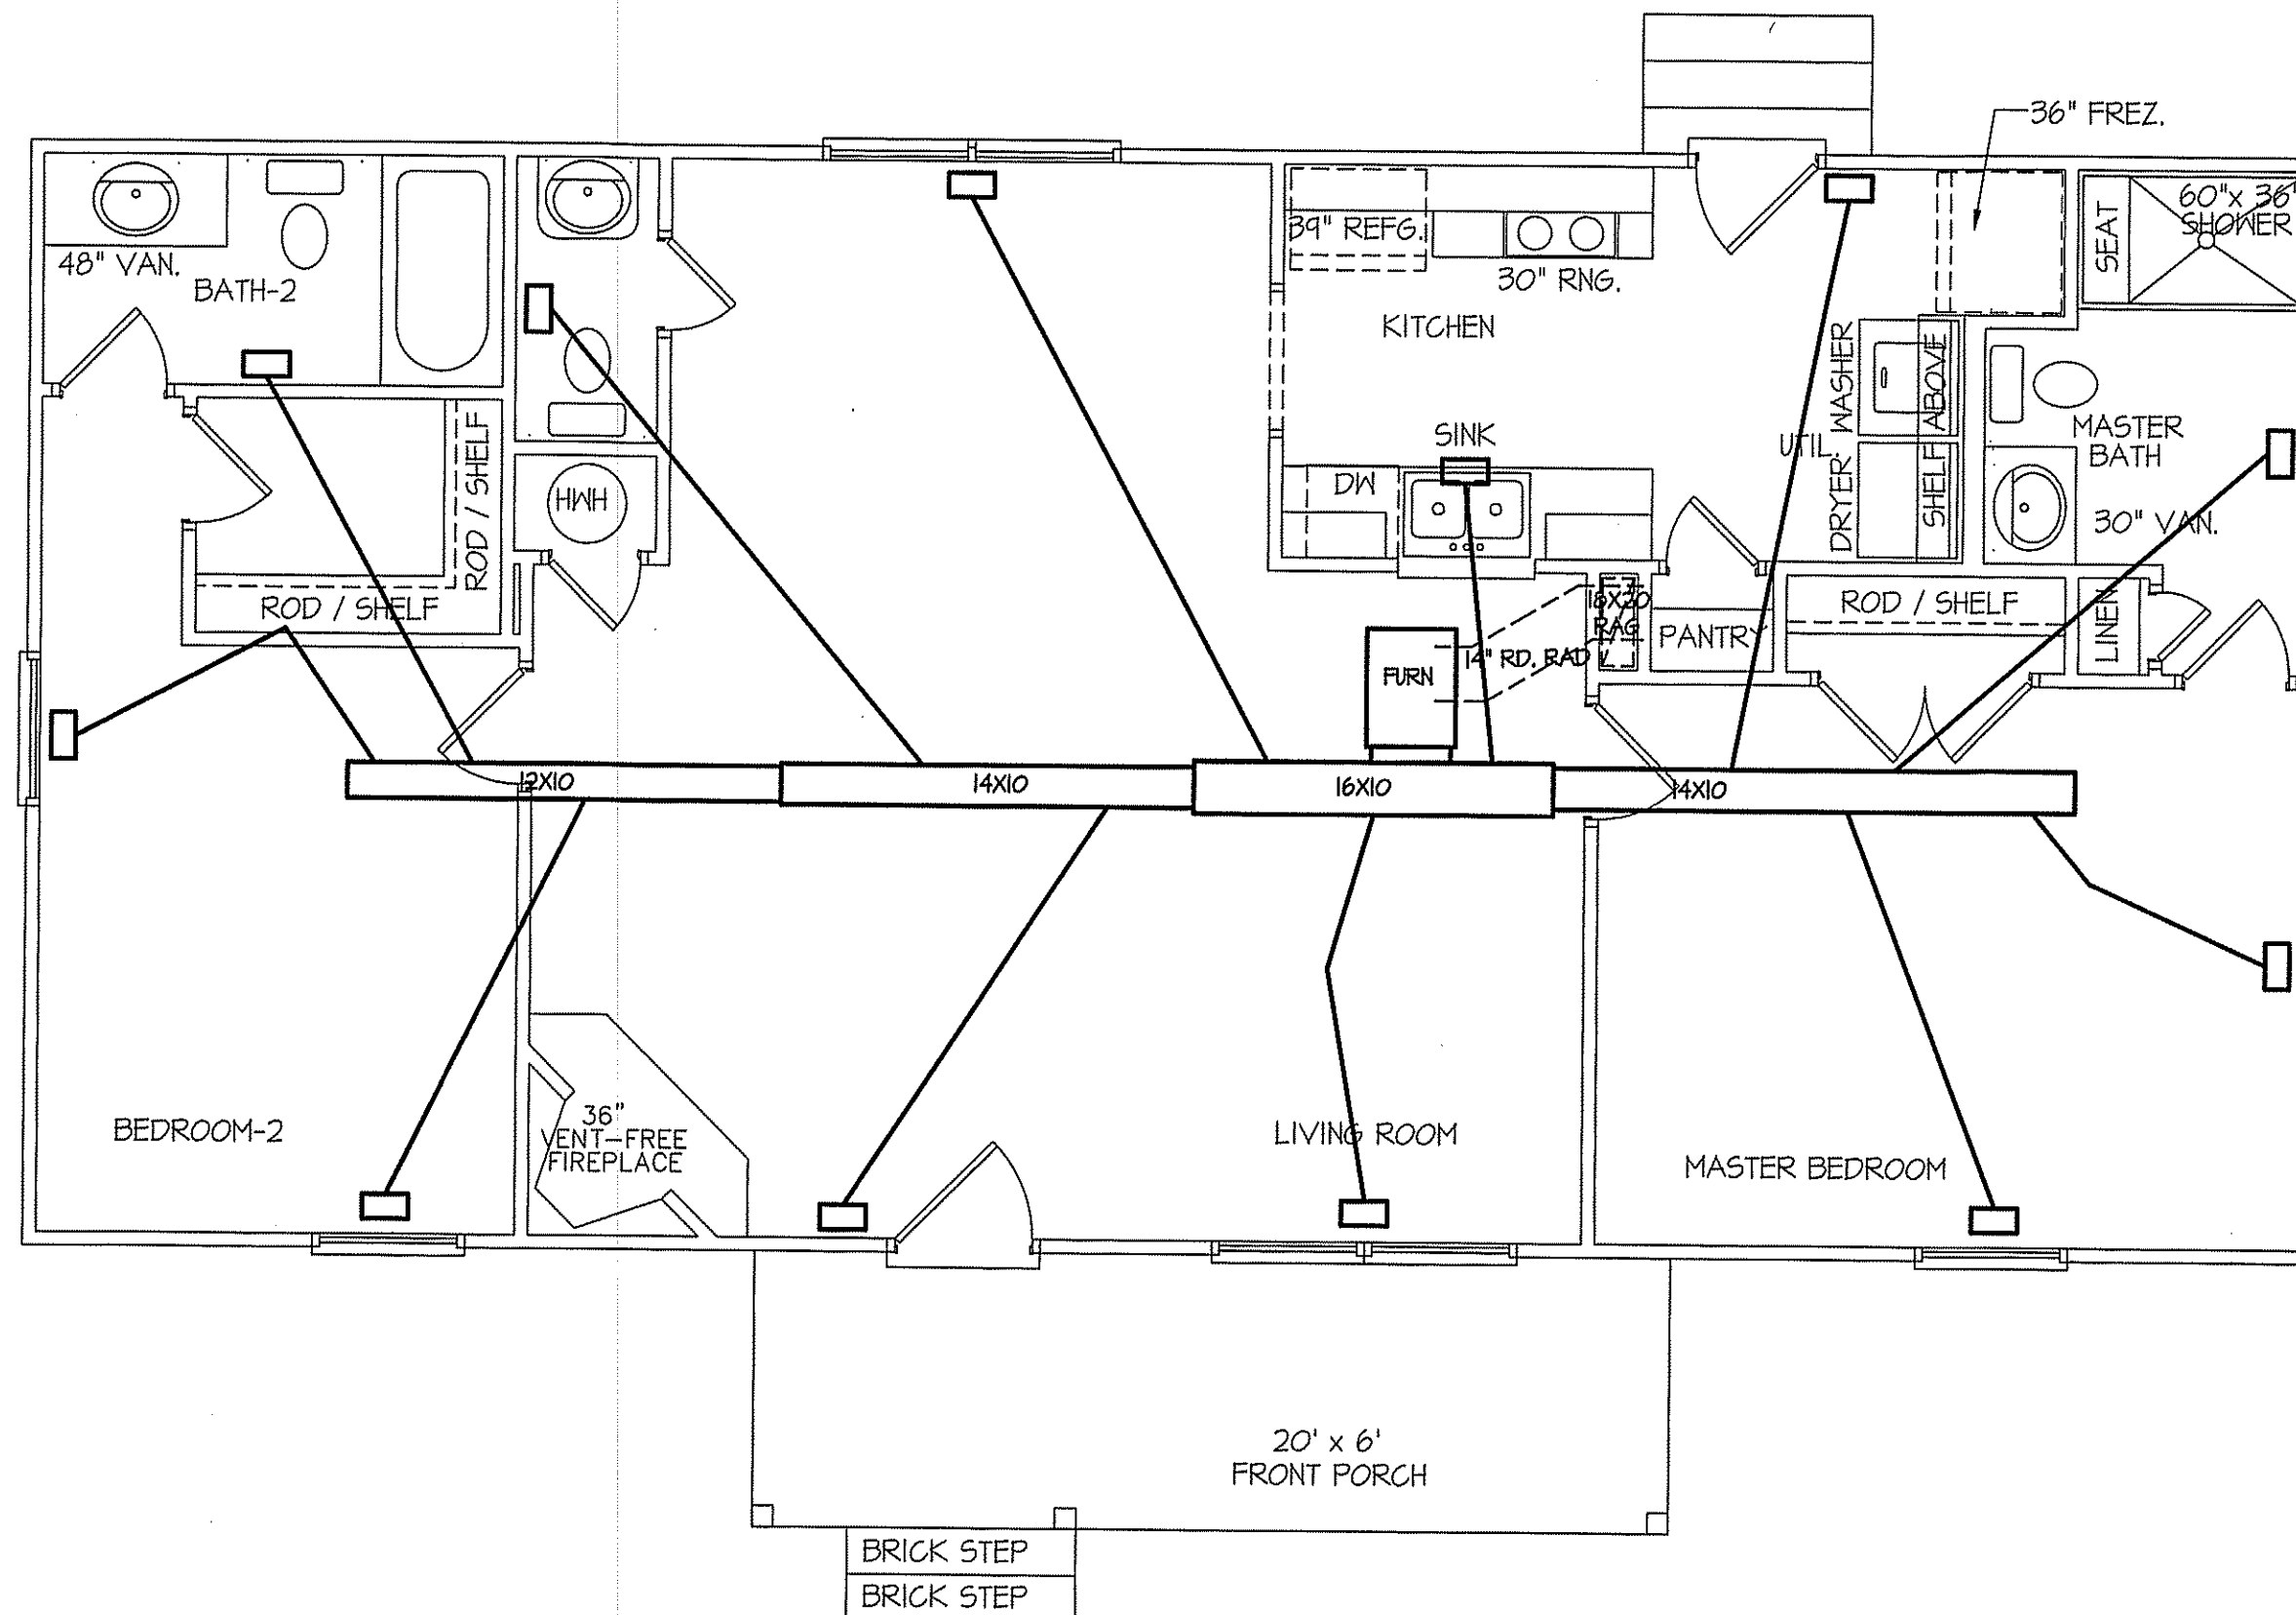 36" FREZ.
60"x 36"
SHOWER
SEAT
39" REFG.
30" RNG.
48" VAN.
BATH-2
KITCHEN
WASHER
SHELF ABOVE
SINK
UTIL.
MASTER
BATH
ROD / SHELF
HWH
DW
DRYER
30" VAN.
ROD / SHELF
18X30
RAG
14" RD. RAD
PANTRY
ROD / SHELF
LINEN
FURN
12X10
14X10
16X10
14X10
36"
VENT-FREE
FIREPLACE
BEDROOM-2
LIVING ROOM
MASTER BEDROOM
20' x 6'
FRONT PORCH
BRICK STEP
BRICK STEP